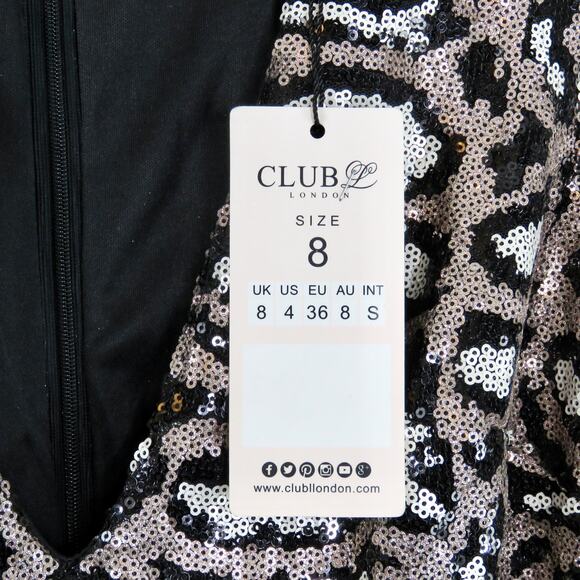 CLUB L
LONDON
SIZE
8
UK US EU AU INT
8 4 36 8 S
www.clubllondon.com